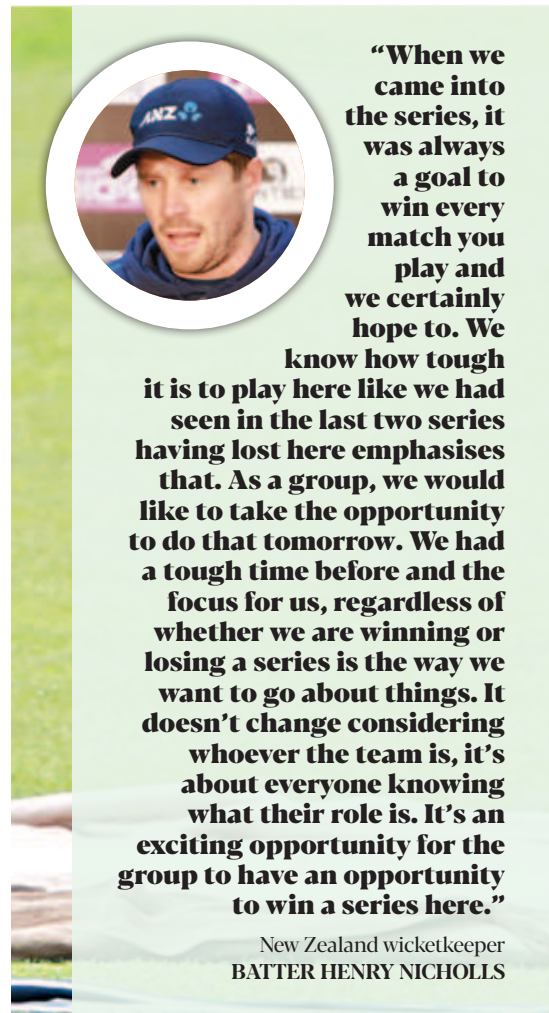 ANZ
“When we
came into
the series, it
was always
a goal to
win every
match you
play and
we certainly
hope to. We
know how tough
it is to play here like we had
seen in the last two series
having lost here emphasises
that. As a group, we would
like to take the opportunity
to do that tomorrow. We had
a tough time before and the
focus for us, regardless of
whether we are winning or
losing a series is the way we
want to go about things. It
doesn’t change considering
whoever the team is, it’s
about everyone knowing
what their role is. It’s an
exciting opportunity for the
group to have an opportunity
to win a series here.”
New Zealand wicketkeeper
BATTER HENRY NICHOLLS